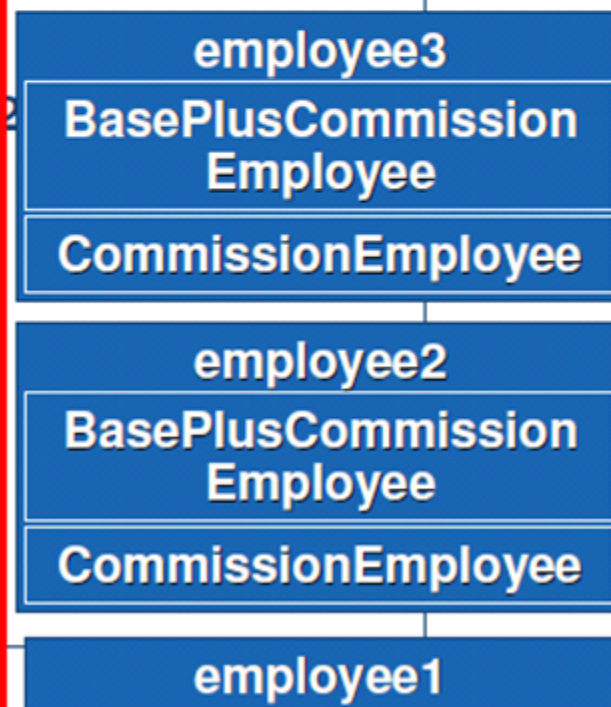 employee3
BasePlusCommission
Employee
CommissionEmployee
employee2
BasePlusCommission
Employee
CommissionEmployee
employee1